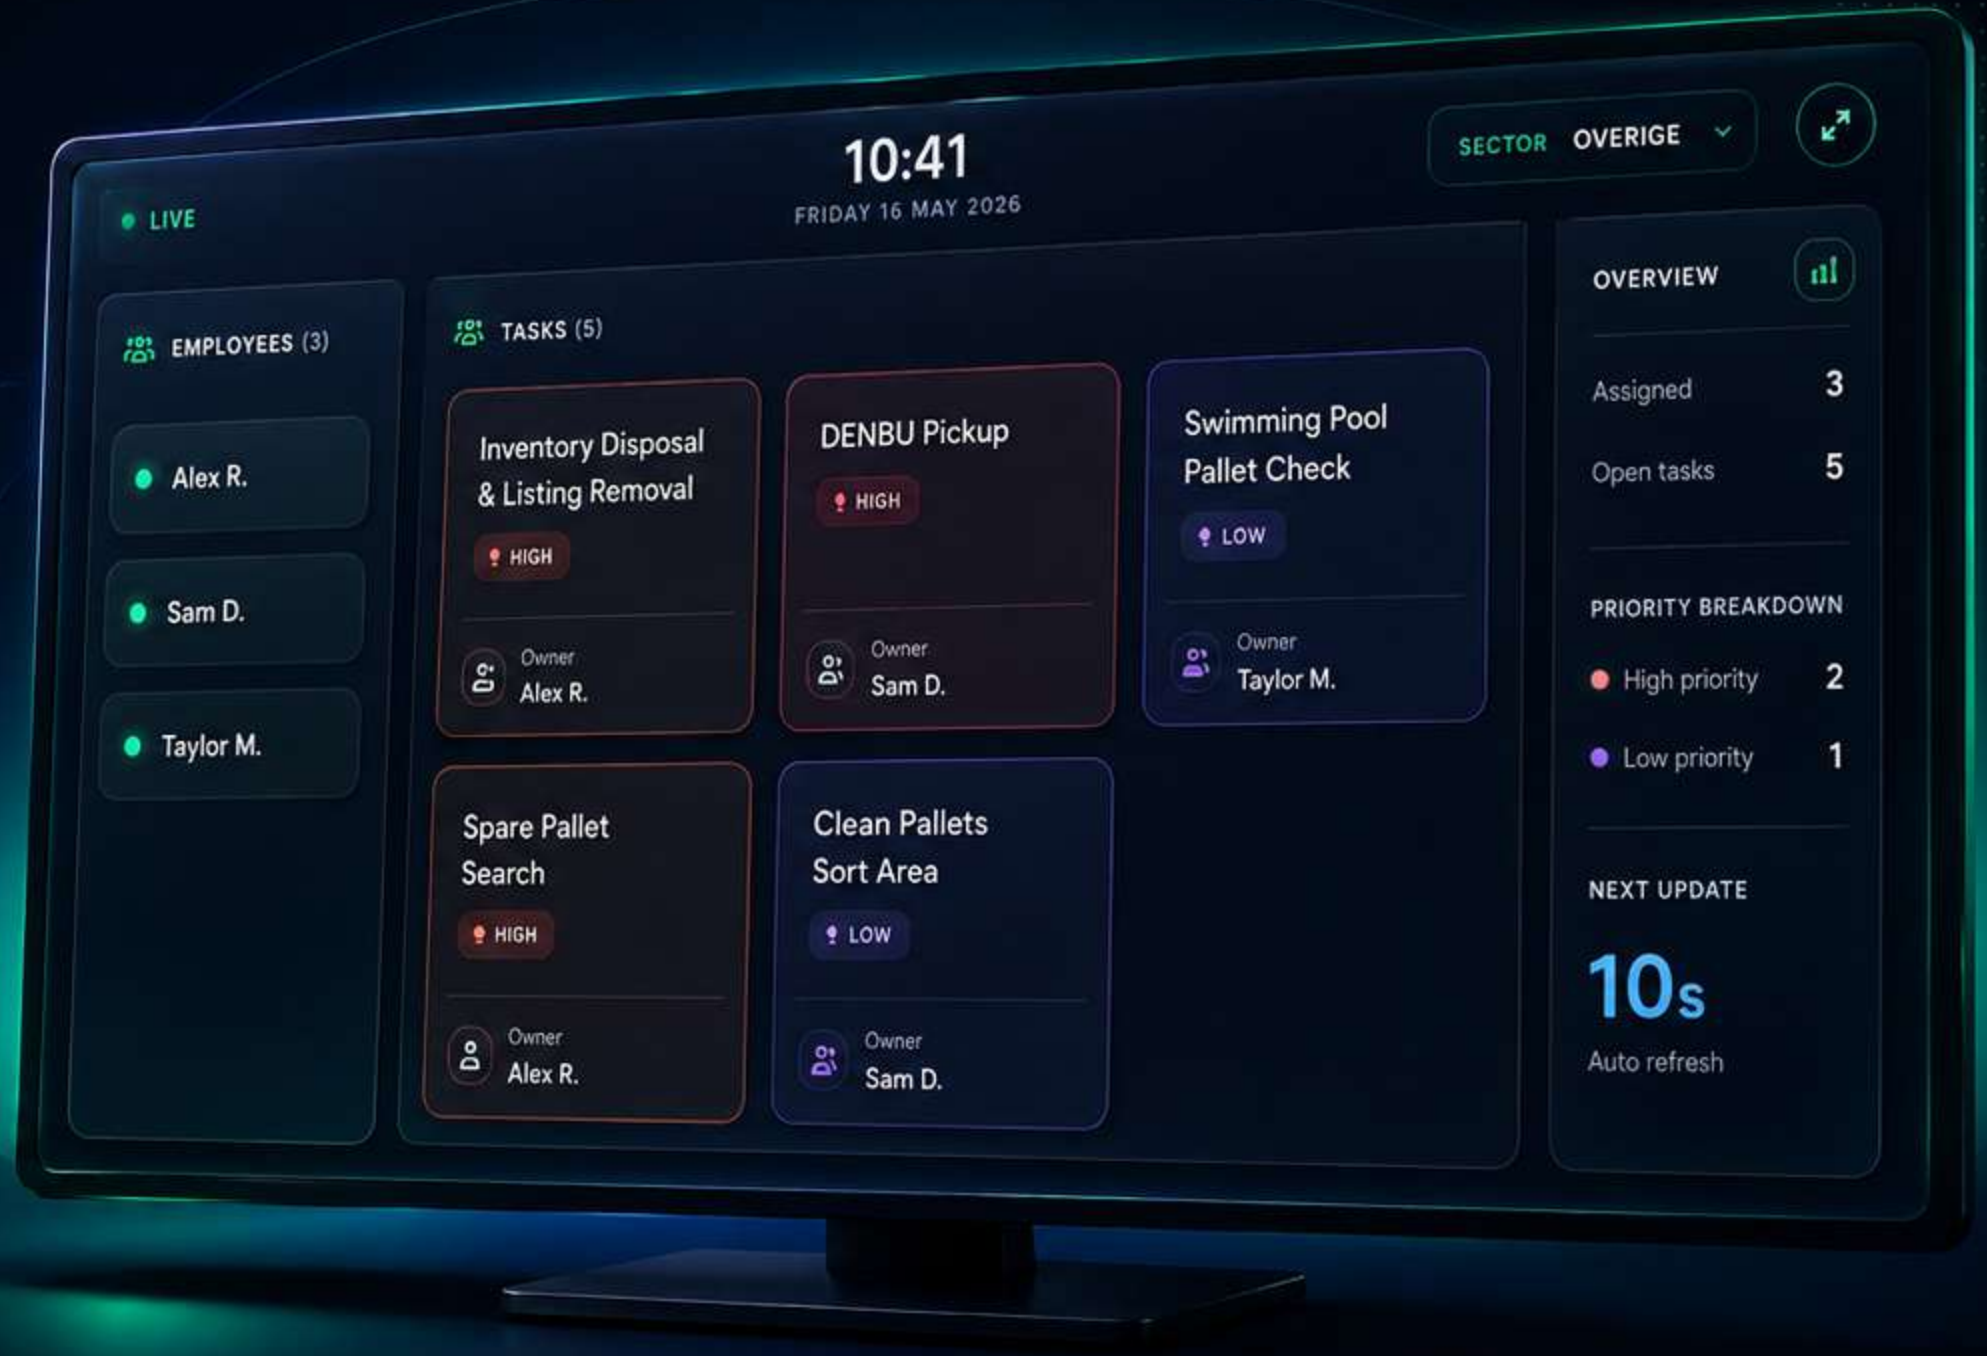 10:41
FRIDAY 16 MAY 2026
SECTOR OVERIGE
LIVE
EMPLOYEES (3)
Alex R.
Sam D.
Taylor M.
TASKS (5)
Inventory Disposal
& Listing Removal
HIGH
Owner
Alex R.
DENBU Pickup
HIGH
Owner
Sam D.
Swimming Pool
Pallet Check
LOW
Owner
Taylor M.
Spare Pallet
Search
HIGH
Owner
Alex R.
Clean Pallets
Sort Area
LOW
Owner
Sam D.
OVERVIEW
Assigned 3
Open tasks 5
PRIORITY BREAKDOWN
High priority 2
Low priority 1
NEXT UPDATE
10s
Auto refresh